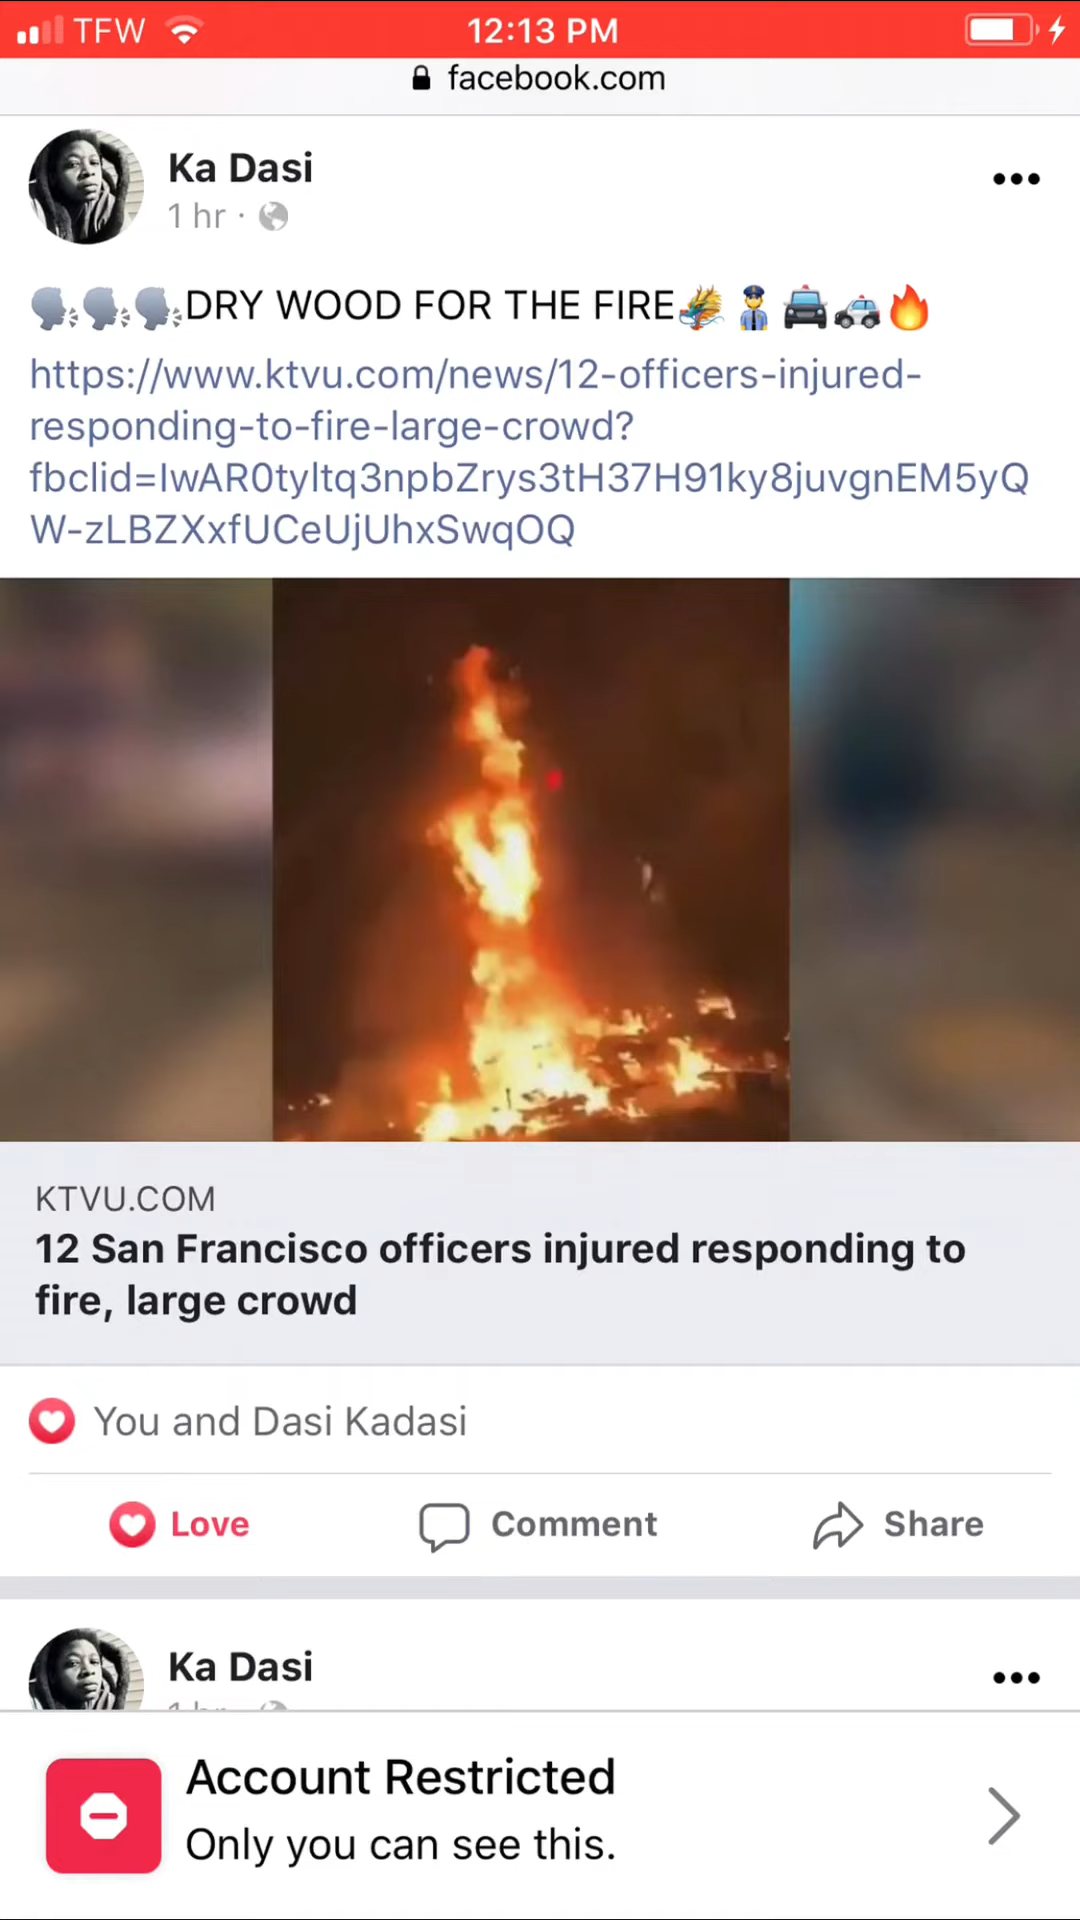 TFW 12:13 PM
facebook.com
Ka Dasi
1 hr ·
🗣🗣🗣DRY WOOD FOR THE FIRE🐲👮🚔🚓🔥
https://www.ktvu.com/news/12-officers-injured-
responding-to-fire-large-crowd?
fbclid=IwAR0tyltq3npbZrys3tH37H91ky8juvgnEM5yQ
W-zLBZXxfUCeUjUhxSwqOQ
KTVU.COM
12 San Francisco officers injured responding to
fire, large crowd
You and Dasi Kadasi
Love Comment Share
Ka Dasi
1 hr
Account Restricted
Only you can see this.